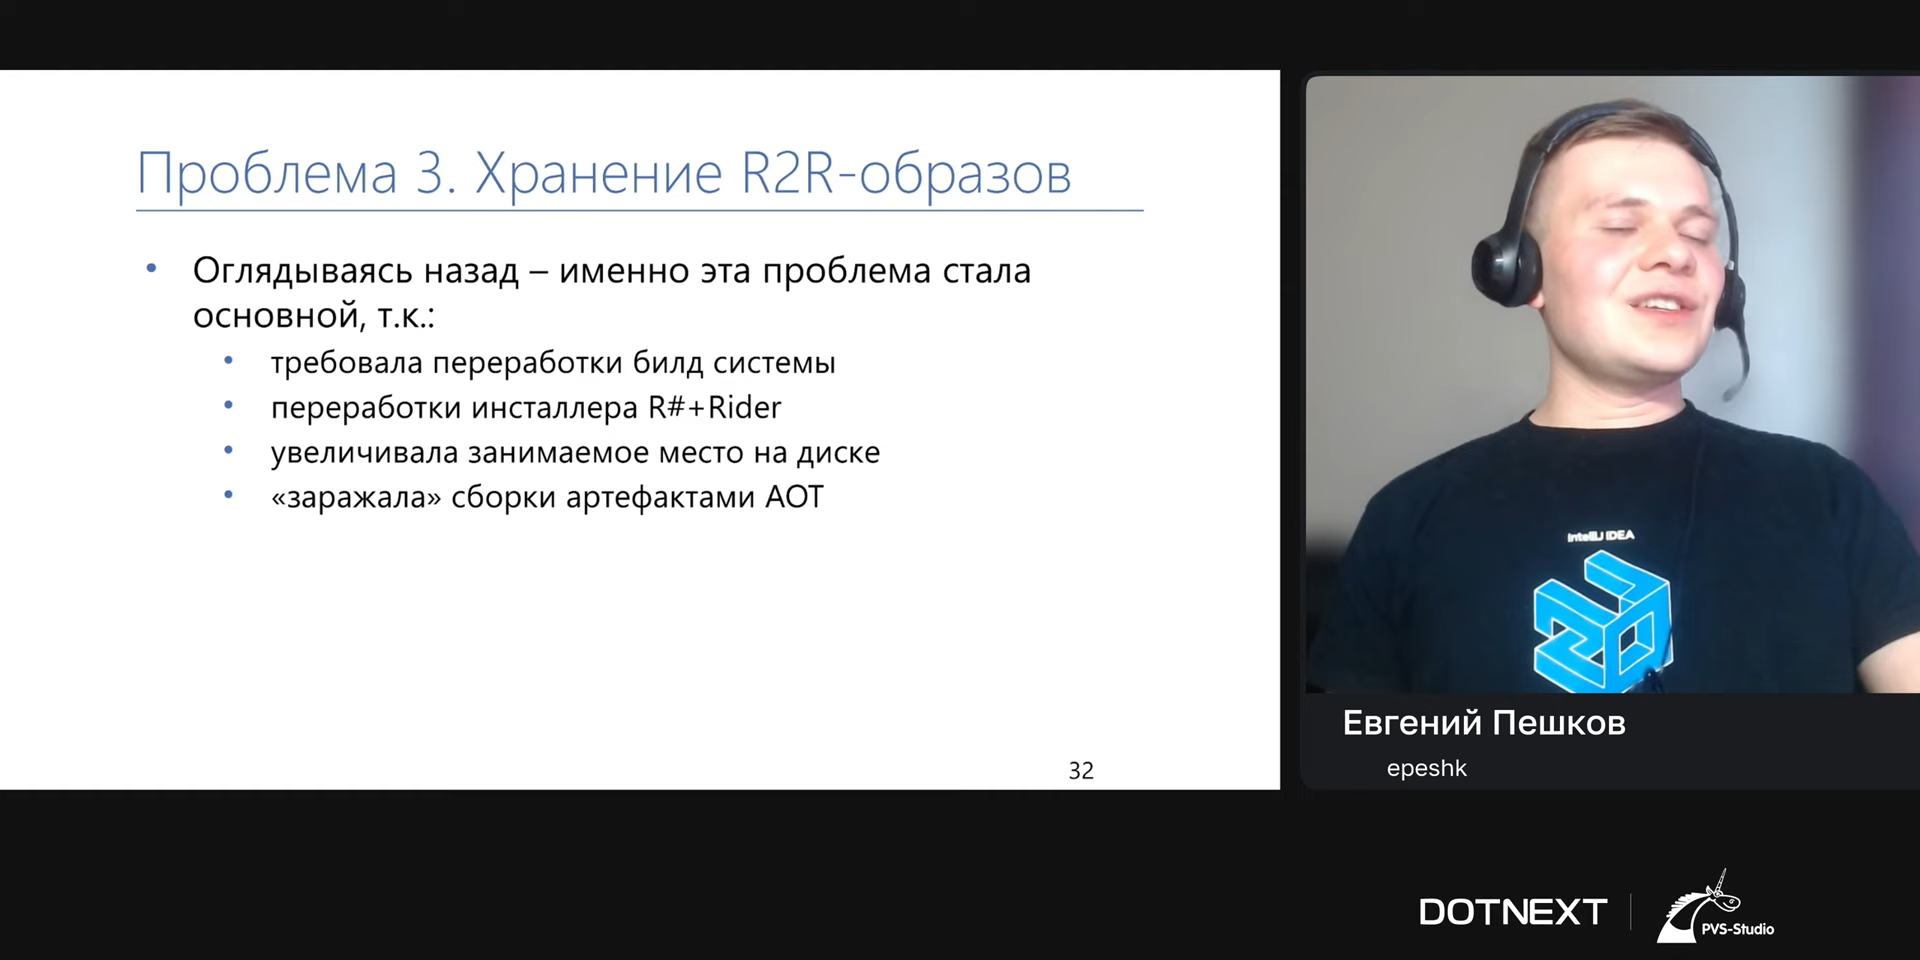 Проблема 3. Хранение R2R-образов
• Оглядываясь назад – именно эта проблема стала
основной, т.к.:
• требовала переработки билд системы
• переработки инсталлера R#+Rider
• увеличивала занимаемое место на диске
• «заражала» сборки артефактами AOT
32
IntelliJ IDEA
20
Евгений Пешков
epeshk
DOTNEXT
PVS-Studio